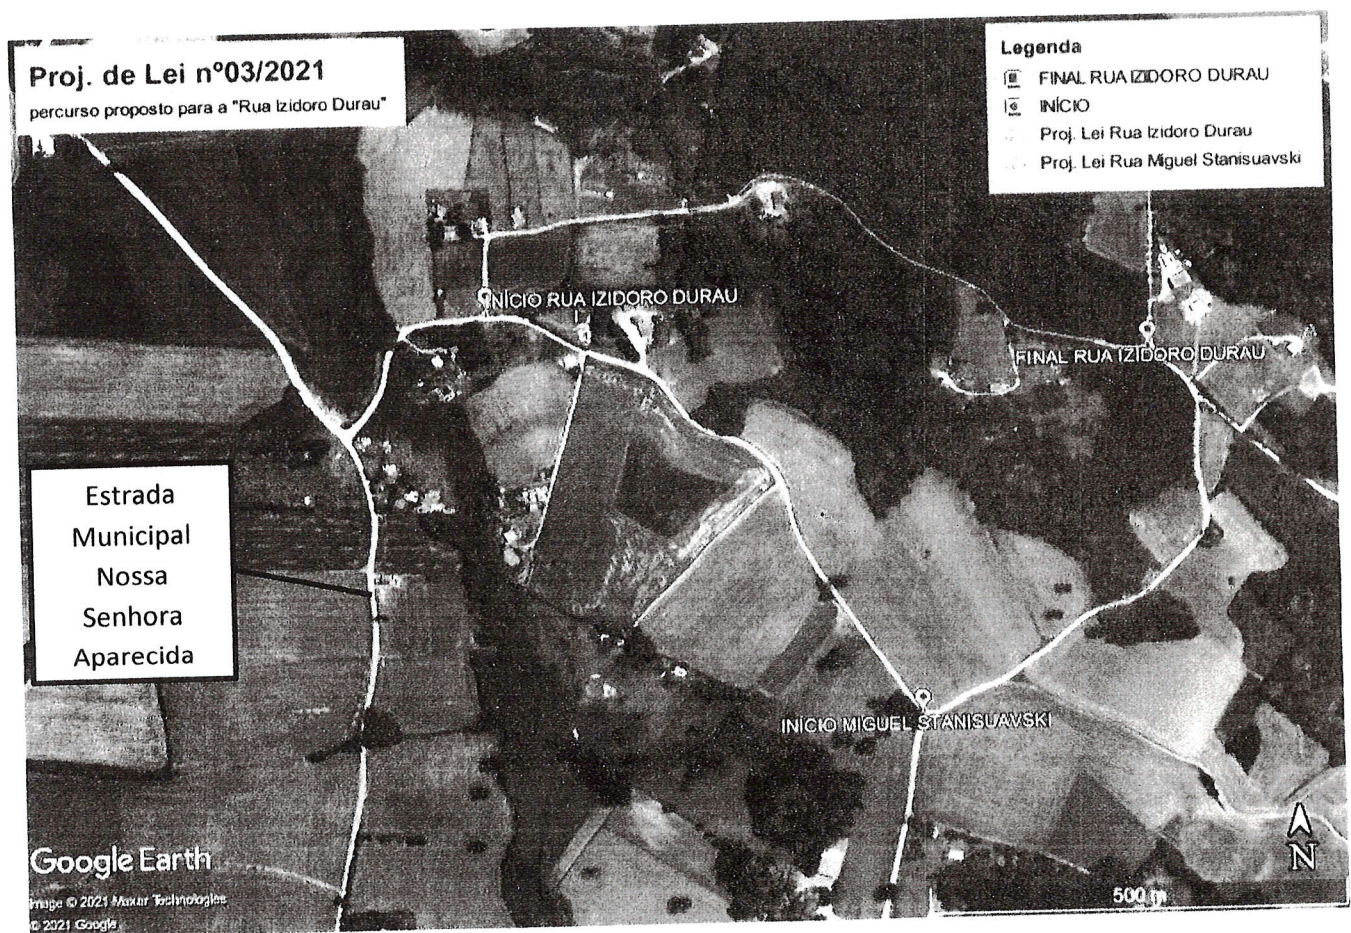 Proj. de Lei nº03/2021
percurso proposto para a "Rua Izidoro Durau"
Legenda
FINAL RUA IZIDORO DURAU
INÍCIO
Proj. Lei Rua Izidoro Durau
Proj. Lei Rua Miguel Stanisuavski
INÍCIO RUA IZIDORO DURAU
FINAL RUA IZIDORO DURAU
Estrada
Municipal
Nossa
Senhora
Aparecida
INÍCIO MIGUEL STANISUAVSKI
Google Earth
Image © 2021 Maxar Technologies
© 2021 Google
500 m
N